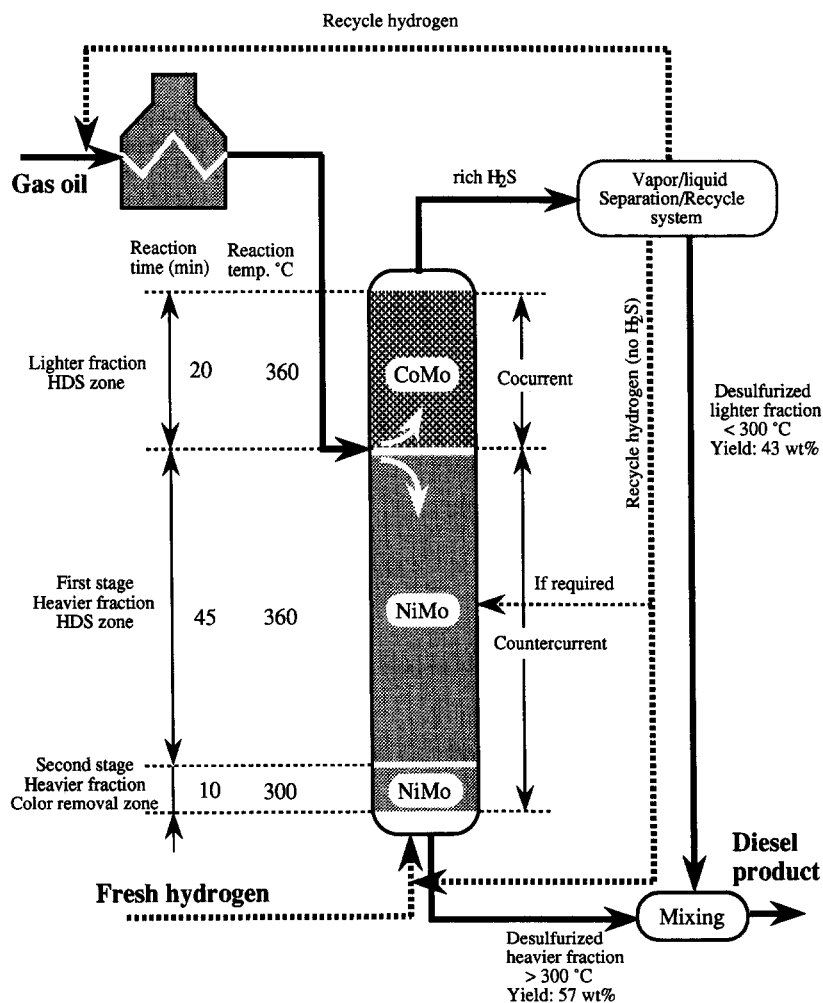 Recycle hydrogen
Gas oil
rich H₂S
Vapor/liquid
Separation/Recycle
system
Reaction
time (min)
Reaction
temp. °C
Lighter fraction
HDS zone
20
360
CoMo
Cocurrent
Recycle hydrogen (no H₂S)
Desulfurized
lighter fraction
< 300 °C
Yield: 43 wt%
First stage
Heavier fraction
HDS zone
45
360
NiMo
If required
Countercurrent
Second stage
Heavier fraction
Color removal zone
10
300
NiMo
Fresh hydrogen
Diesel
product
Mixing
Desulfurized
heavier fraction
> 300 °C
Yield: 57 wt%